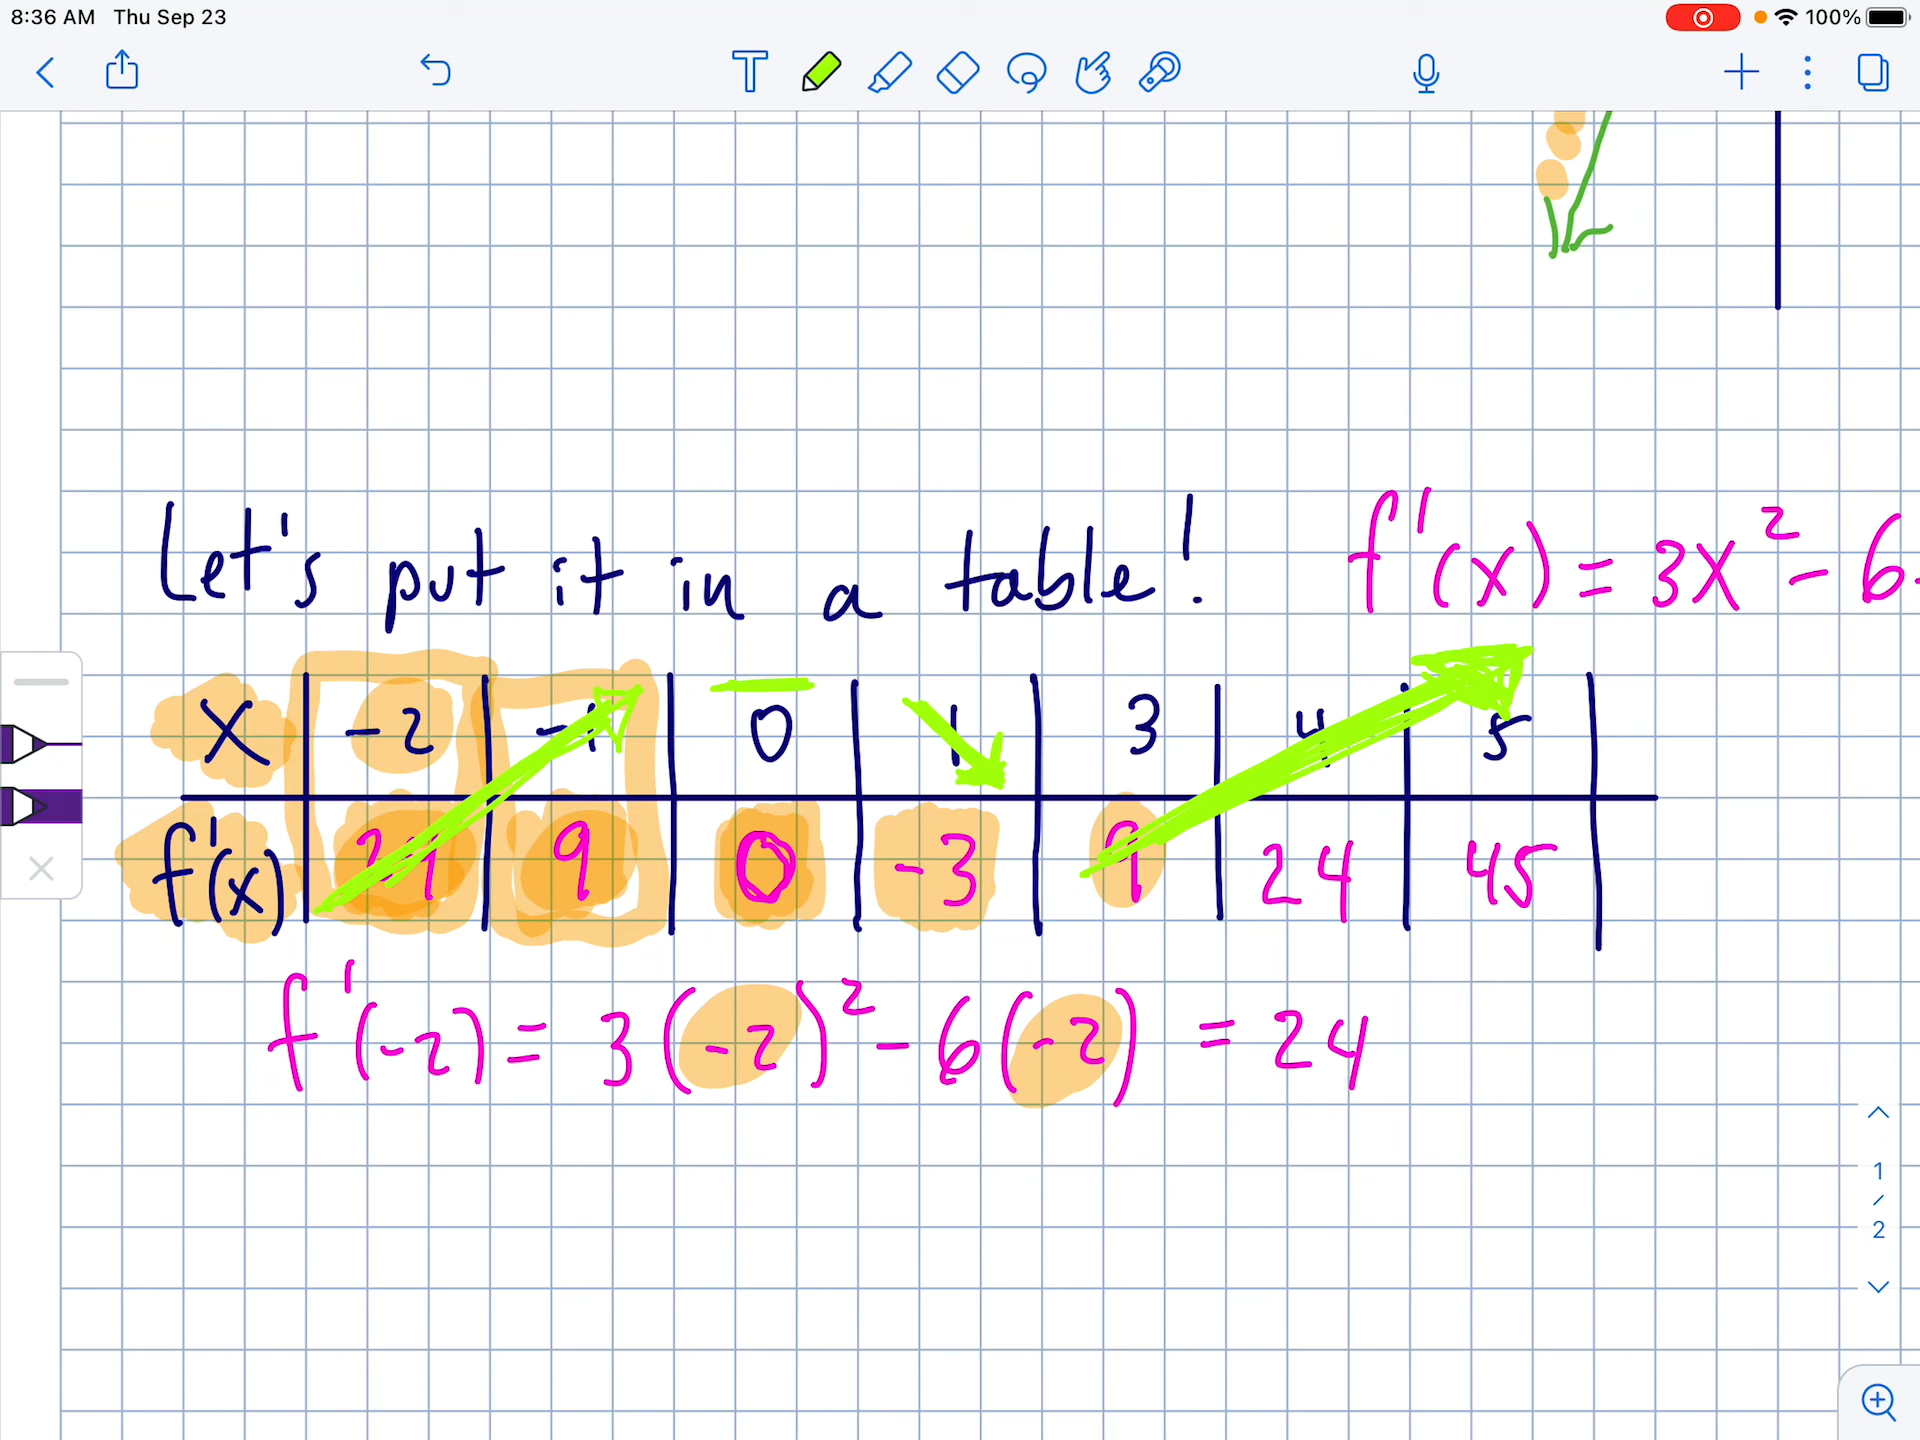 8:36 AM Thu Sep 23
100%
T
Let's put it in a table!
f'(x) = 3x² - 6
x -2 -1 0 1 3 4 5
f'(x) 24 9 0 -3 9 24 45
f'(-2) = 3(-2)² - 6(-2) = 24
1
/
2